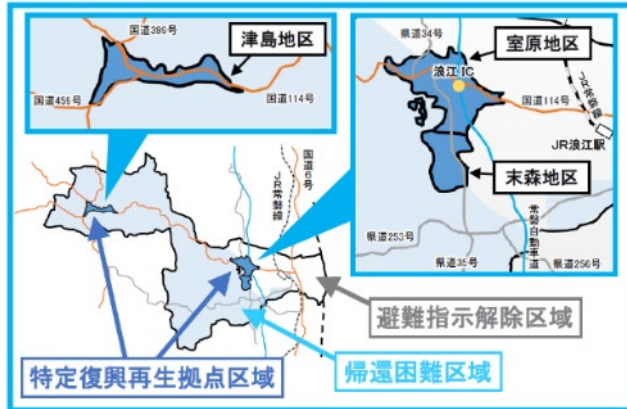 国道399号
津島地区
国道459号
国道114号
県道34号
室原地区
浪江IC
国道114号
JR常磐線
JR浪江駅
末森地区
県道253号
県道35号
常磐自動車道
県道256号
国道6号
JR常磐線
避難指示解除区域
特定復興再生拠点区域
帰還困難区域